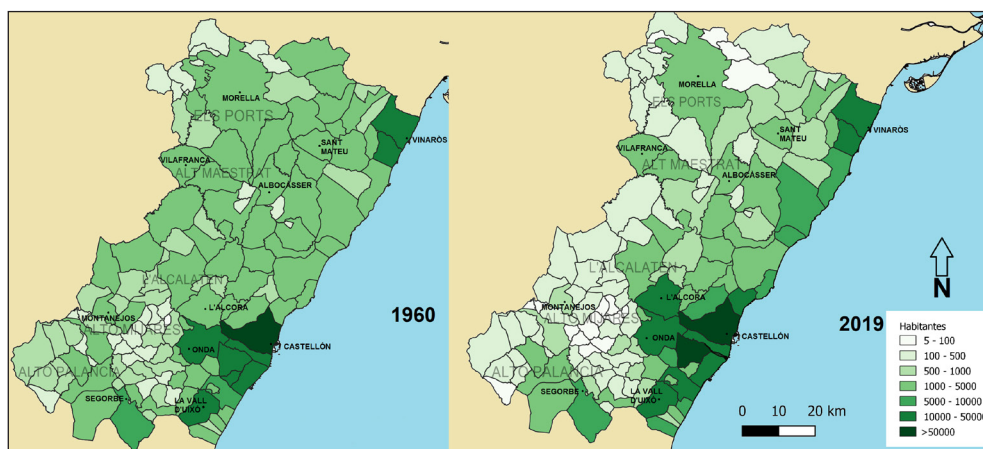 MORELLA
ELS PORTS
VINARÒS
SANT
MATEU
VILAFRANCA
ALT MAESTRAT
ALBOCÀSSER
L'ALCALATEN
L'ALCORA
1960
MONTANEJOS
ALTO MIJARES
CASTELLÓN
ONDA
ALTO PALANCIA
SEGORBE
LA VALL
D'UIXÓ
MORELLA
ELS PORTS
SANT
MATEU
VINARÒS
VILAFRANCA
ALT MAESTRAT
ALBOCÀSSER
L'ALCALATEN
N
L'ALCORA
MONTANEJOS
ALTO MIJARES
2019
ONDA
CASTELLÓN
ALTO PALANCIA
SEGORBE
LA VALL
D'UIXÓ
Habitantes
5 - 100
100 - 500
500 - 1000
1000 - 5000
5000 - 10000
10000 - 50000
>50000
0 10 20 km